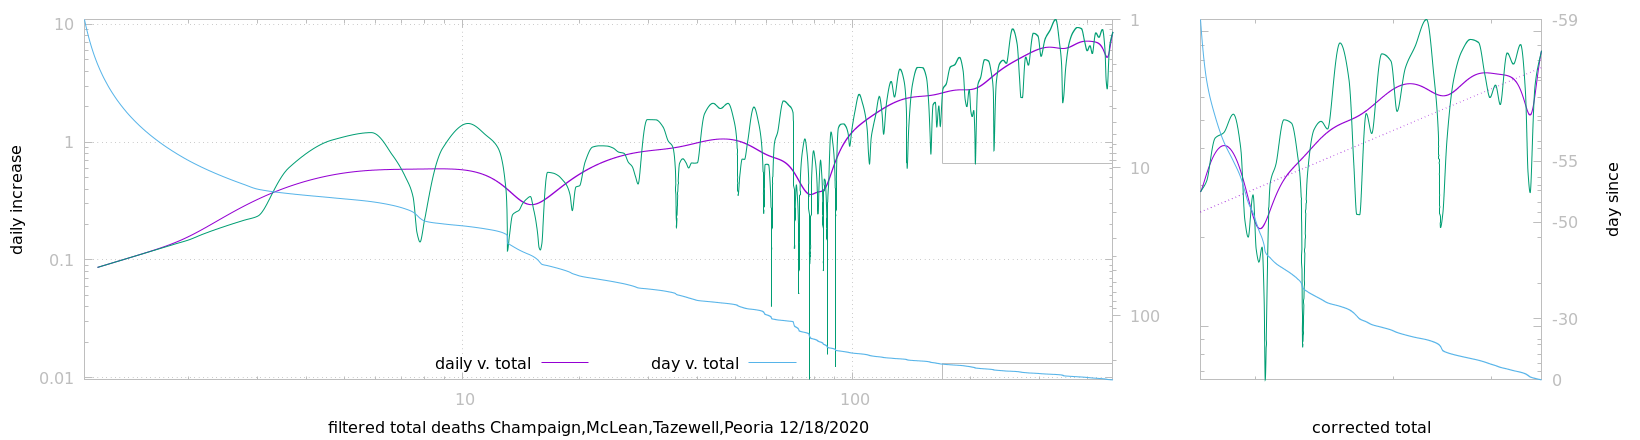 10
1
0.1
0.01
daily increase
daily v. total
day v. total
10
100
1
10
100
filtered total deaths Champaign,McLean,Tazewell,Peoria 12/18/2020
-59
-55
-50
-30
0
day since
corrected total